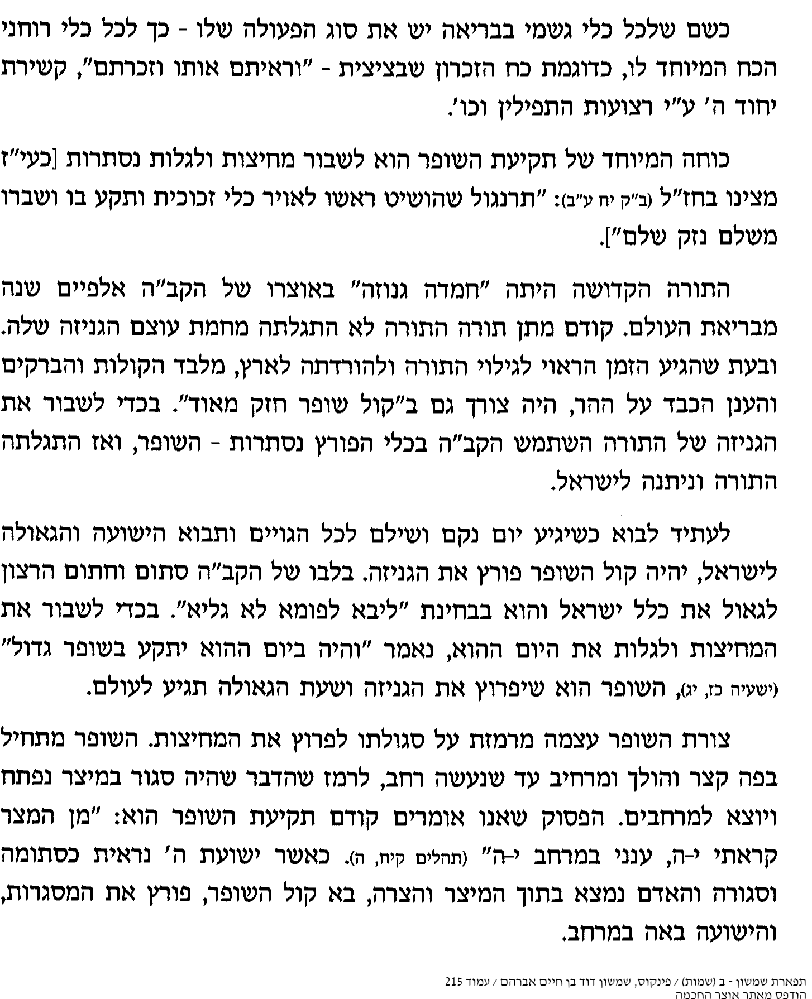 כשם שלכל כלי גשמי בבריאה יש את סוג הפעולה שלו - כך לכל כלי רוחני
הכח המיוחד לו, כדוגמת כח הזכרון שבציצית - "וראיתם אותו וזכרתם", קשירת
יחוד ה' ע"י רצועות התפילין וכו'.
כוחה המיוחד של תקיעת השופר הוא לשבור מחיצות ולגלות נסתרות [כעי"ז
מצינו בחז"ל (ב"ק יח ע"ב): "תרנגול שהושיט ראשו לאויר כלי זכוכית ותקע בו ושברו
משלם נזק שלם"].
התורה הקדושה היתה "חמדה גנוזה" באוצרו של הקב"ה אלפיים שנה
מבריאת העולם. קודם מתן תורה התורה לא התגלתה מחמת עוצם הגניזה שלה.
ובעת שהגיע הזמן הראוי לגילוי התורה ולהורדתה לארץ, מלבד הקולות והברקים
והענן הכבד על ההר, היה צורך גם ב"קול שופר חזק מאוד". בכדי לשבור את
הגניזה של התורה השתמש הקב"ה בכלי הפורץ נסתרות - השופר, ואז התגלתה
התורה וניתנה לישראל.
לעתיד לבוא כשיגיע יום נקם ושילם לכל הגויים ותבוא הישועה והגאולה
לישראל, יהיה קול השופר פורץ את הגניזה. בלבו של הקב"ה סתום וחתום הרצון
לגאול את כלל ישראל והוא בבחינת "ליבא לפומא לא גליא". בכדי לשבור את
המחיצות ולגלות את היום ההוא, נאמר "והיה ביום ההוא יתקע בשופר גדול"
(ישעיה כז, יג), השופר הוא שיפרוץ את הגניזה ושעת הגאולה תגיע לעולם.
צורת השופר עצמה מרמזת על סגולתו לפרוץ את המחיצות. השופר מתחיל
בפה קצר והולך ומרחיב עד שנעשה רחב, לרמז שהדבר שהיה סגור במיצר נפתח
ויוצא למרחבים. הפסוק שאנו אומרים קודם תקיעת השופר הוא: "מן המצר
קראתי י-ה, ענני במרחב י-ה" (תהלים קיח, ה). כאשר ישועת ה' נראית כסתומה
וסגורה והאדם נמצא בתוך המיצר והצרה, בא קול השופר, פורץ את המסגרות,
והישועה באה במרחב.
תפארת שמשון - ב (שמות) / פינקוס, שמשון דוד בן חיים אברהם / עמוד 215
הודפס מאתר אוצר החכמה